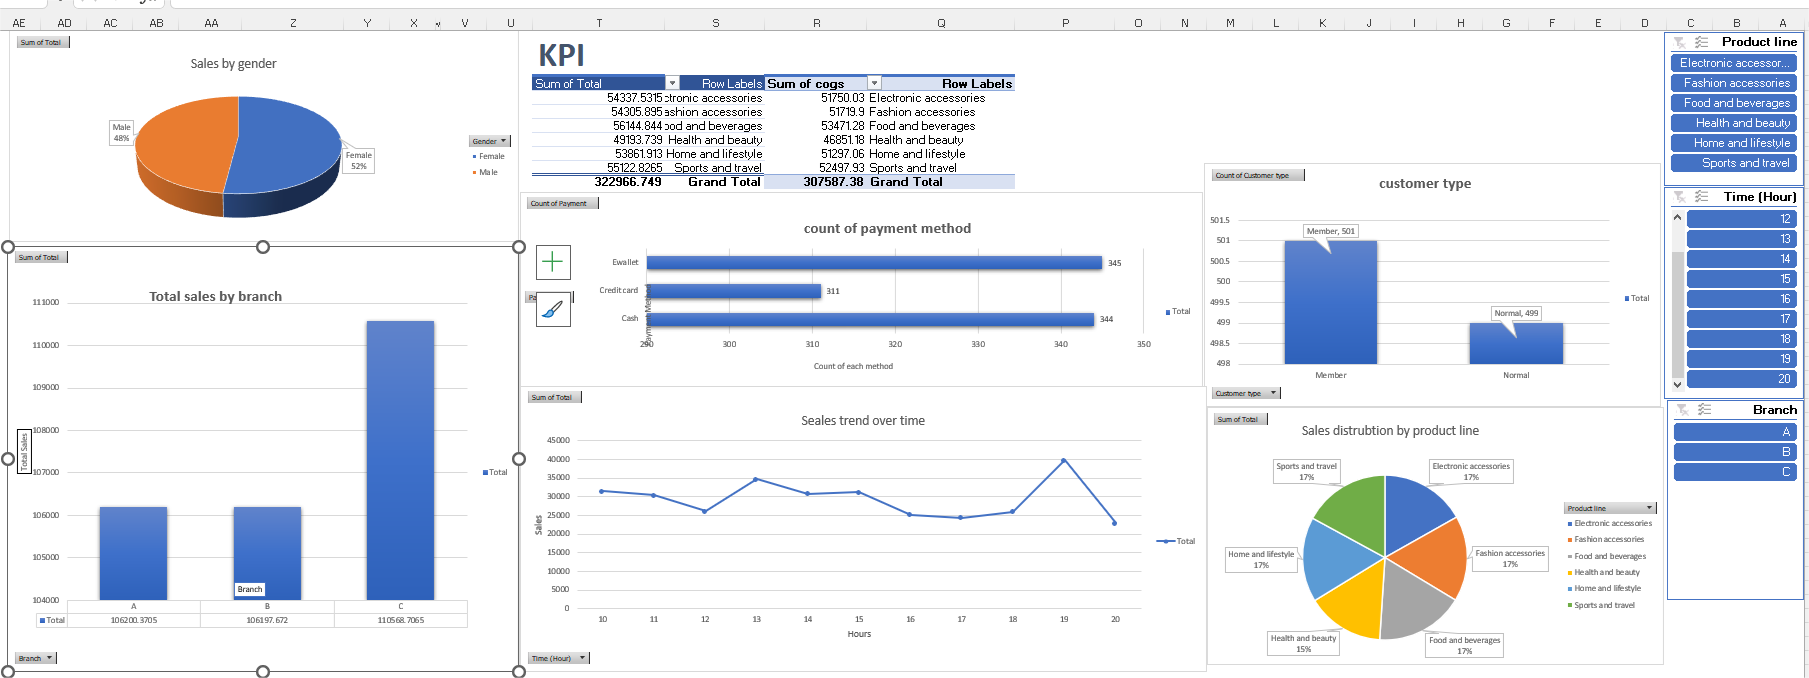 AE AD AC AB AA Z Y X V U T S R Q P O N M L K J I H G F E D C B A
Sum of Total
Sales by gender
Male
48%
Female
52%
Gender
Female
Male
KPI
Sum of Total Row Labels Sum of cogs Row Labels
54337.5315 ctronic accessories 51750.03 Electronic accessories
54305.895 ashion accessories 51719.9 Fashion accessories
56144.844 ood and beverages 53471.28 Food and beverages
49193.739 Health and beauty 46851.18 Health and beauty
53861.913 Home and lifestyle 51297.06 Home and lifestyle
55122.8265 Sports and travel 52497.93 Sports and travel
322966.749 Grand Total 307587.38 Grand Total
Product line
Electronic accessor...
Fashion accessories
Food and beverages
Health and beauty
Home and lifestyle
Sports and travel
Time (Hour)
12
13
14
15
16
17
18
19
20
Branch
A
B
C
Sum of Total
Total sales by branch
111000
110000
109000
108000
107000
106000
105000
104000
Total Sales
Branch
A B C
Total 106200.3705 106197.672 110568.7065
Total
Branch
Count of Payment
count of payment method
Ewallet 345
Credit card 311
Cash 344
Pa
ayment Method
290 300 310 320 330 340 350
Count of each method
Total
Count of Customer type
customer type
501.5
501
500.5
500
499.5
499
498.5
498
Member, 501
Normal, 499
Member Normal
Total
Customer type
Sum of Total
Seales trend over time
45000
40000
35000
30000
25000
20000
15000
10000
5000
0
Sales
10 11 12 13 14 15 16 17 18 19 20
Hours
Total
Time (Hour)
Sum of Total
Sales distrubtion by product line
Sports and travel
17%
Electronic accessories
17%
Home and lifestyle
17%
Fashion accessories
17%
Health and beauty
15%
Food and beverages
17%
Product line
Electronic accessories
Fashion accessories
Food and beverages
Health and beauty
Home and lifestyle
Sports and travel